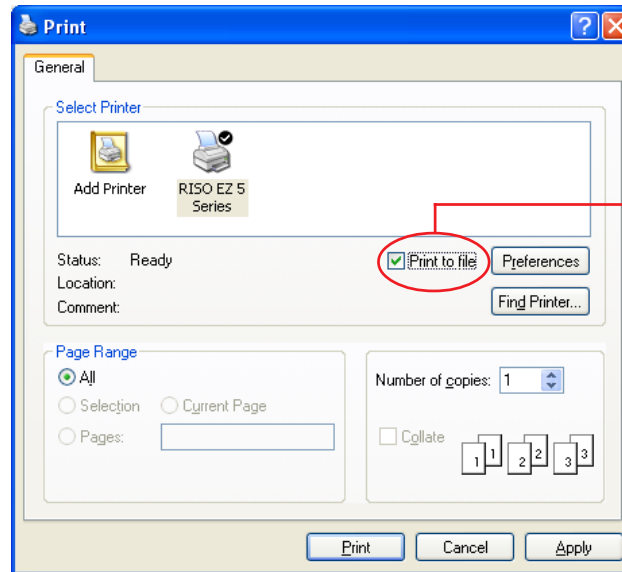 Print
General
Select Printer
Add Printer
RISO EZ 5
Series
Status: Ready
Location:
Comment:
Print to file
Preferences
Find Printer...
Page Range
All
Selection
Current Page
Pages:
Number of copies: 1
Collate
1 1 2 2 3 3
Print Cancel Apply